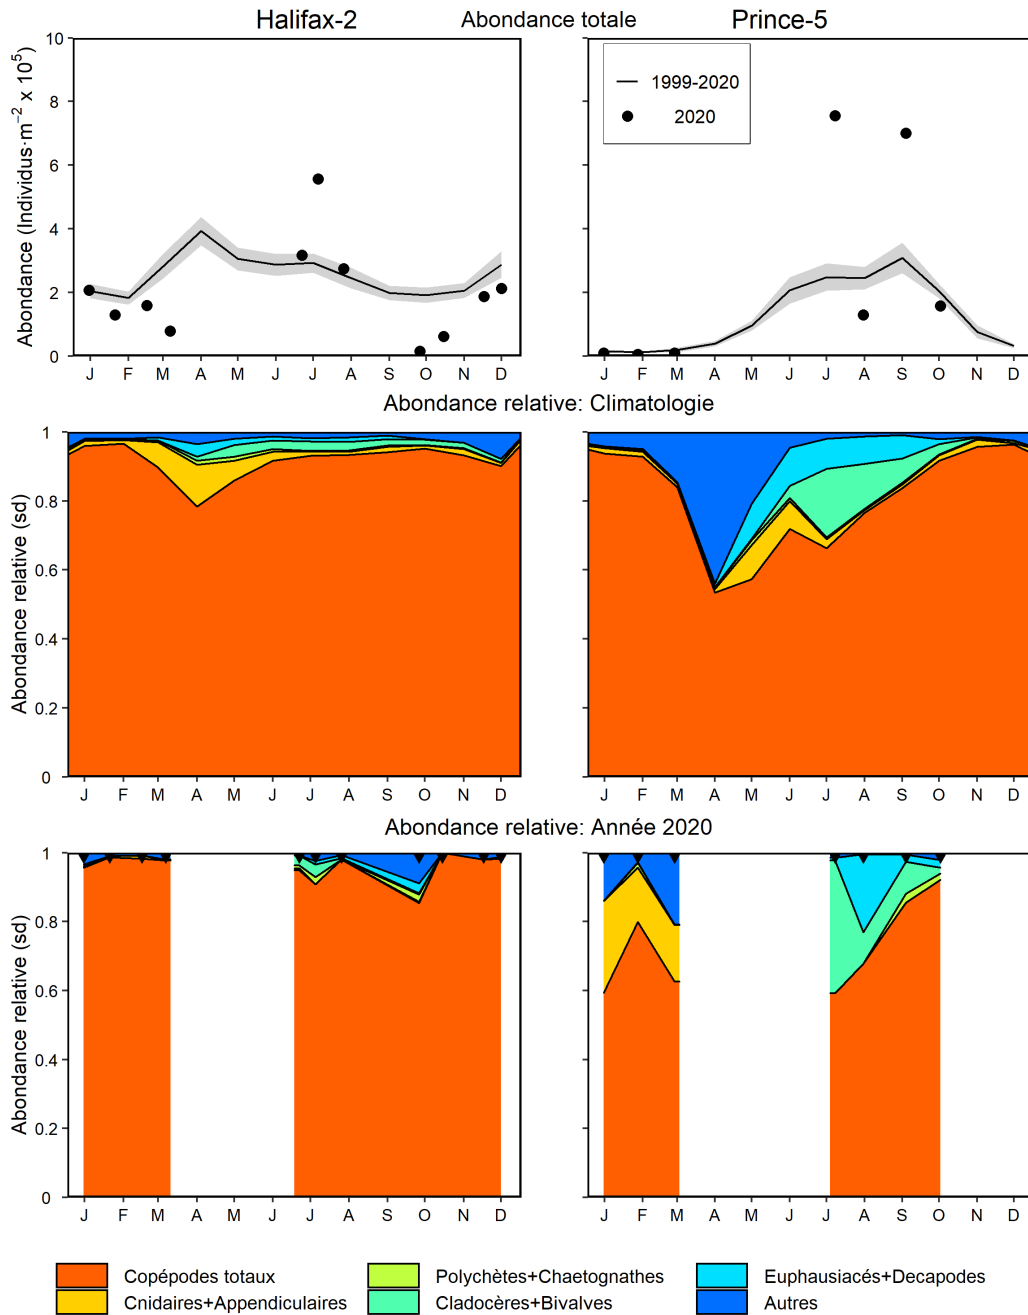 Halifax-2 Abondance totale Prince-5
Abondance (Individus·m⁻² x 10⁵)
10
8
6
4
2
0
1999-2020
2020
J F M A M J J A S O N D
J F M A M J J A S O N D
Abondance relative: Climatologie
Abondance relative (sd)
1
0.8
0.6
0.4
0.2
0
J F M A M J J A S O N D
J F M A M J J A S O N D
Abondance relative: Année 2020
Abondance relative (sd)
1
0.8
0.6
0.4
0.2
0
J F M A M J J A S O N D
J F M A M J J A S O N D
Copépodes totaux Polychètes+Chaetognathes Euphausiacés+Decapodes
Cnidaires+Appendiculaires Cladocères+Bivalves Autres